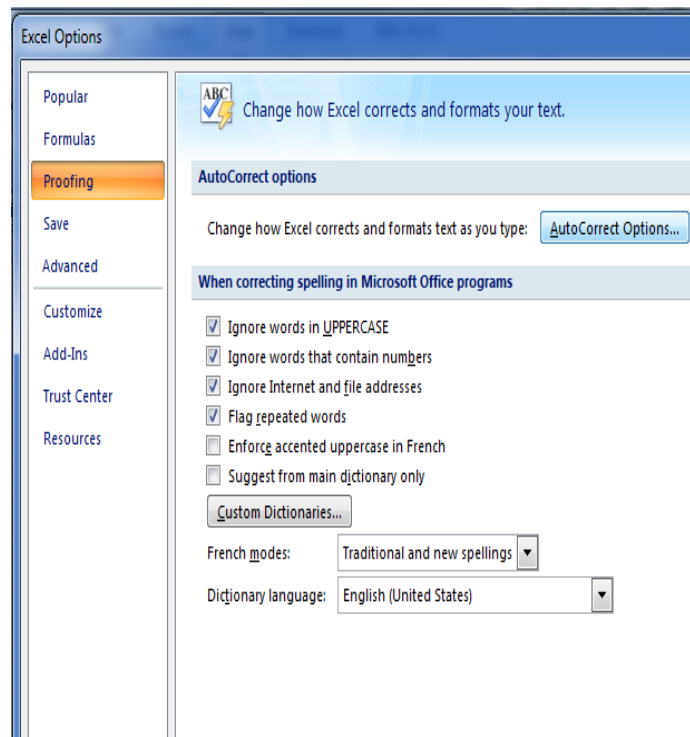 Excel Options
Popular
Formulas
Proofing
Save
Advanced
Customize
Add-Ins
Trust Center
Resources
ABC
Change how Excel corrects and formats your text.
AutoCorrect options
Change how Excel corrects and formats text as you type: AutoCorrect Options...
When correcting spelling in Microsoft Office programs
Ignore words in UPPERCASE
Ignore words that contain numbers
Ignore Internet and file addresses
Flag repeated words
Enforce accented uppercase in French
Suggest from main dictionary only
Custom Dictionaries...
French modes: Traditional and new spellings
Dictionary language: English (United States)